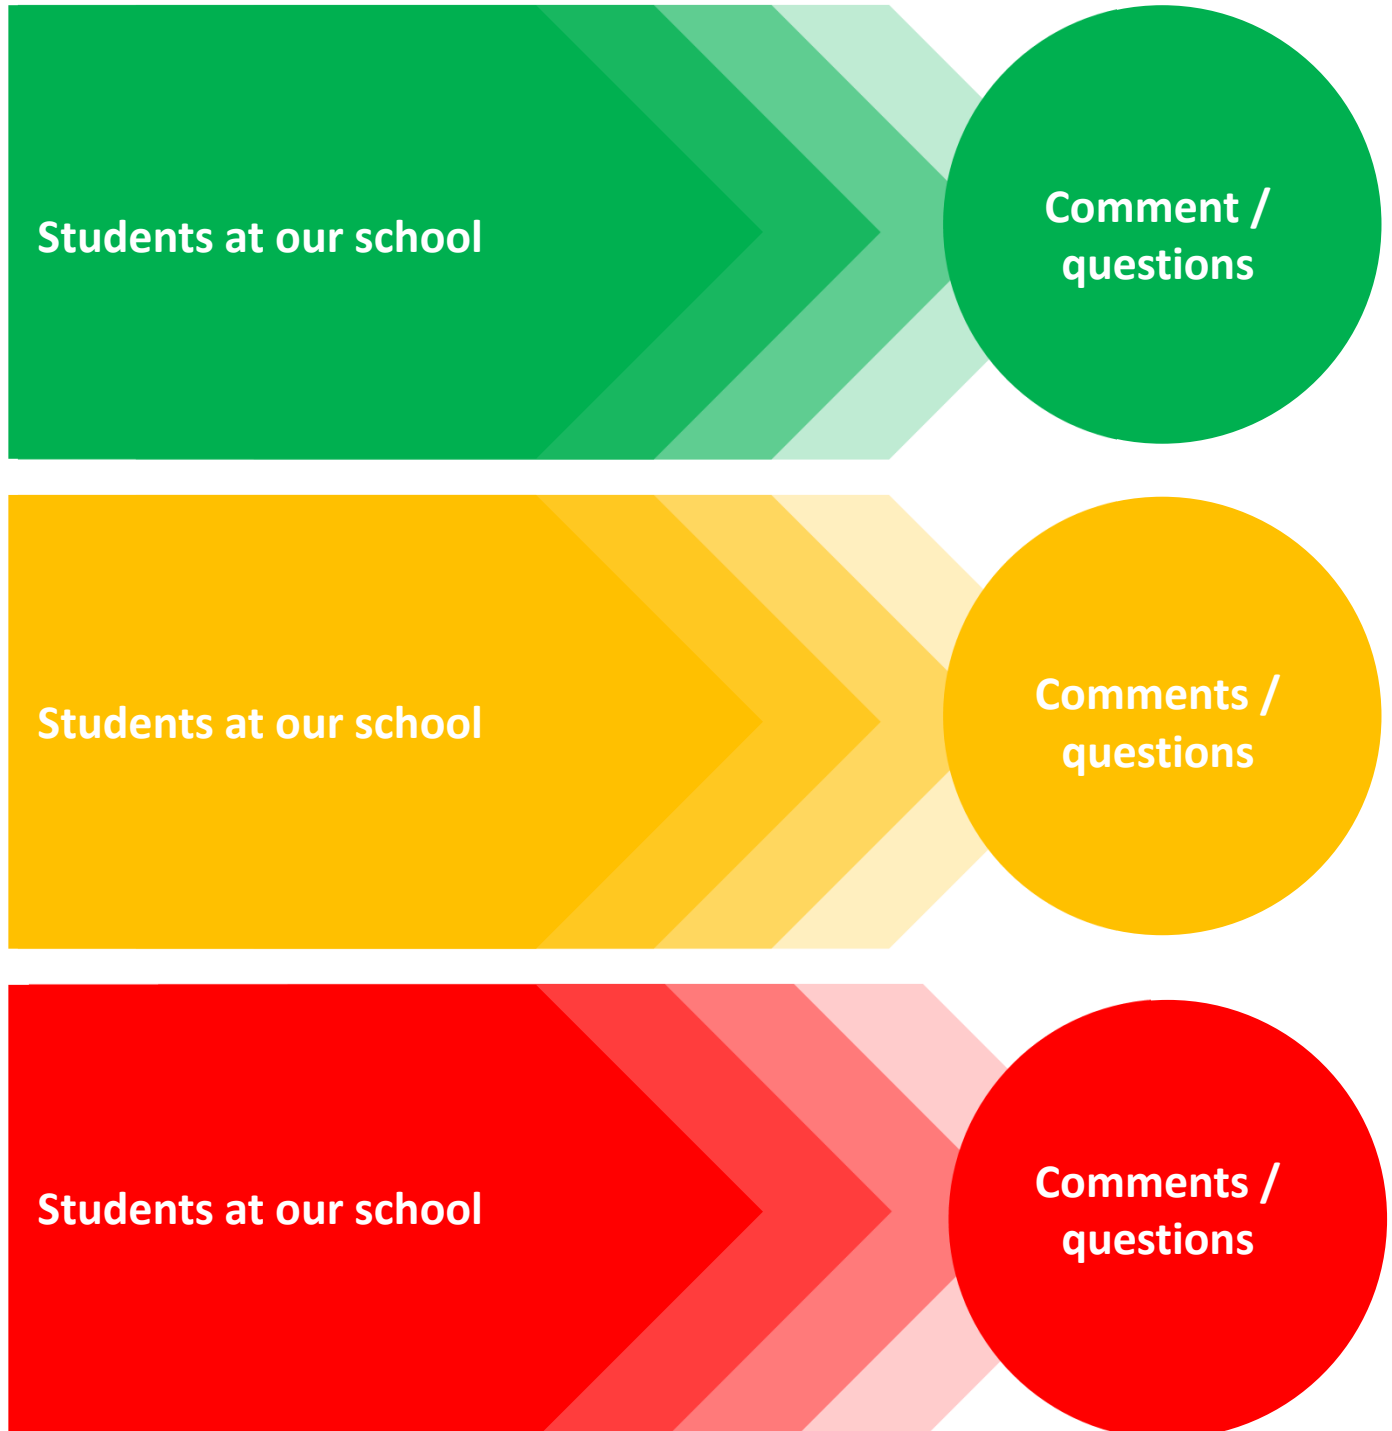 Students at our school
Comment /
questions
Students at our school
Comments /
questions
Students at our school
Comments /
questions